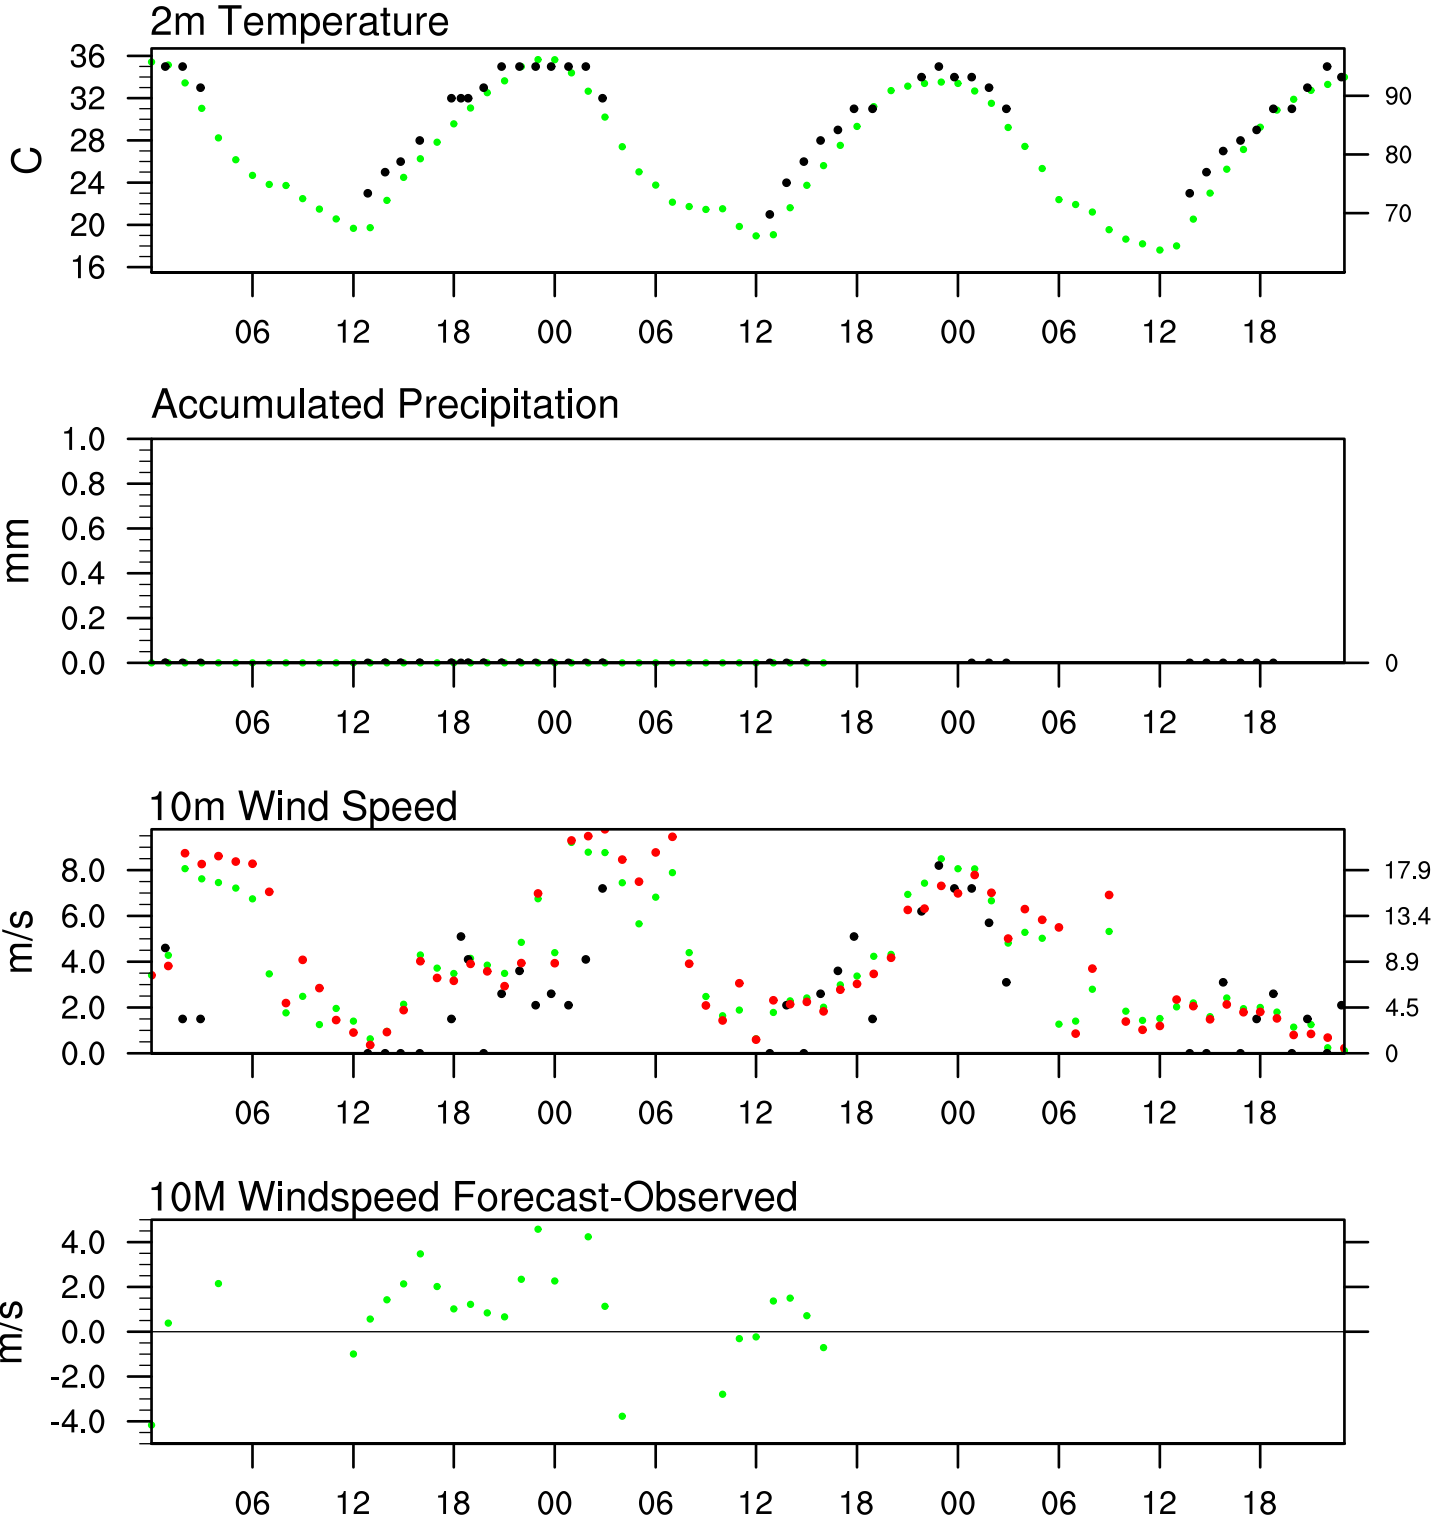 2m Temperature
36
32
28
24
20
16
C
90
80
70
06 12 18 00 06 12 18 00 06 12 18
Accumulated Precipitation
1.0
0.8
0.6
0.4
0.2
0.0
mm
0
06 12 18 00 06 12 18 00 06 12 18
10m Wind Speed
8.0
6.0
4.0
2.0
0.0
m/s
17.9
13.4
8.9
4.5
0
06 12 18 00 06 12 18 00 06 12 18
10M Windspeed Forecast-Observed
4.0
2.0
0.0
-2.0
-4.0
m/s
06 12 18 00 06 12 18 00 06 12 18